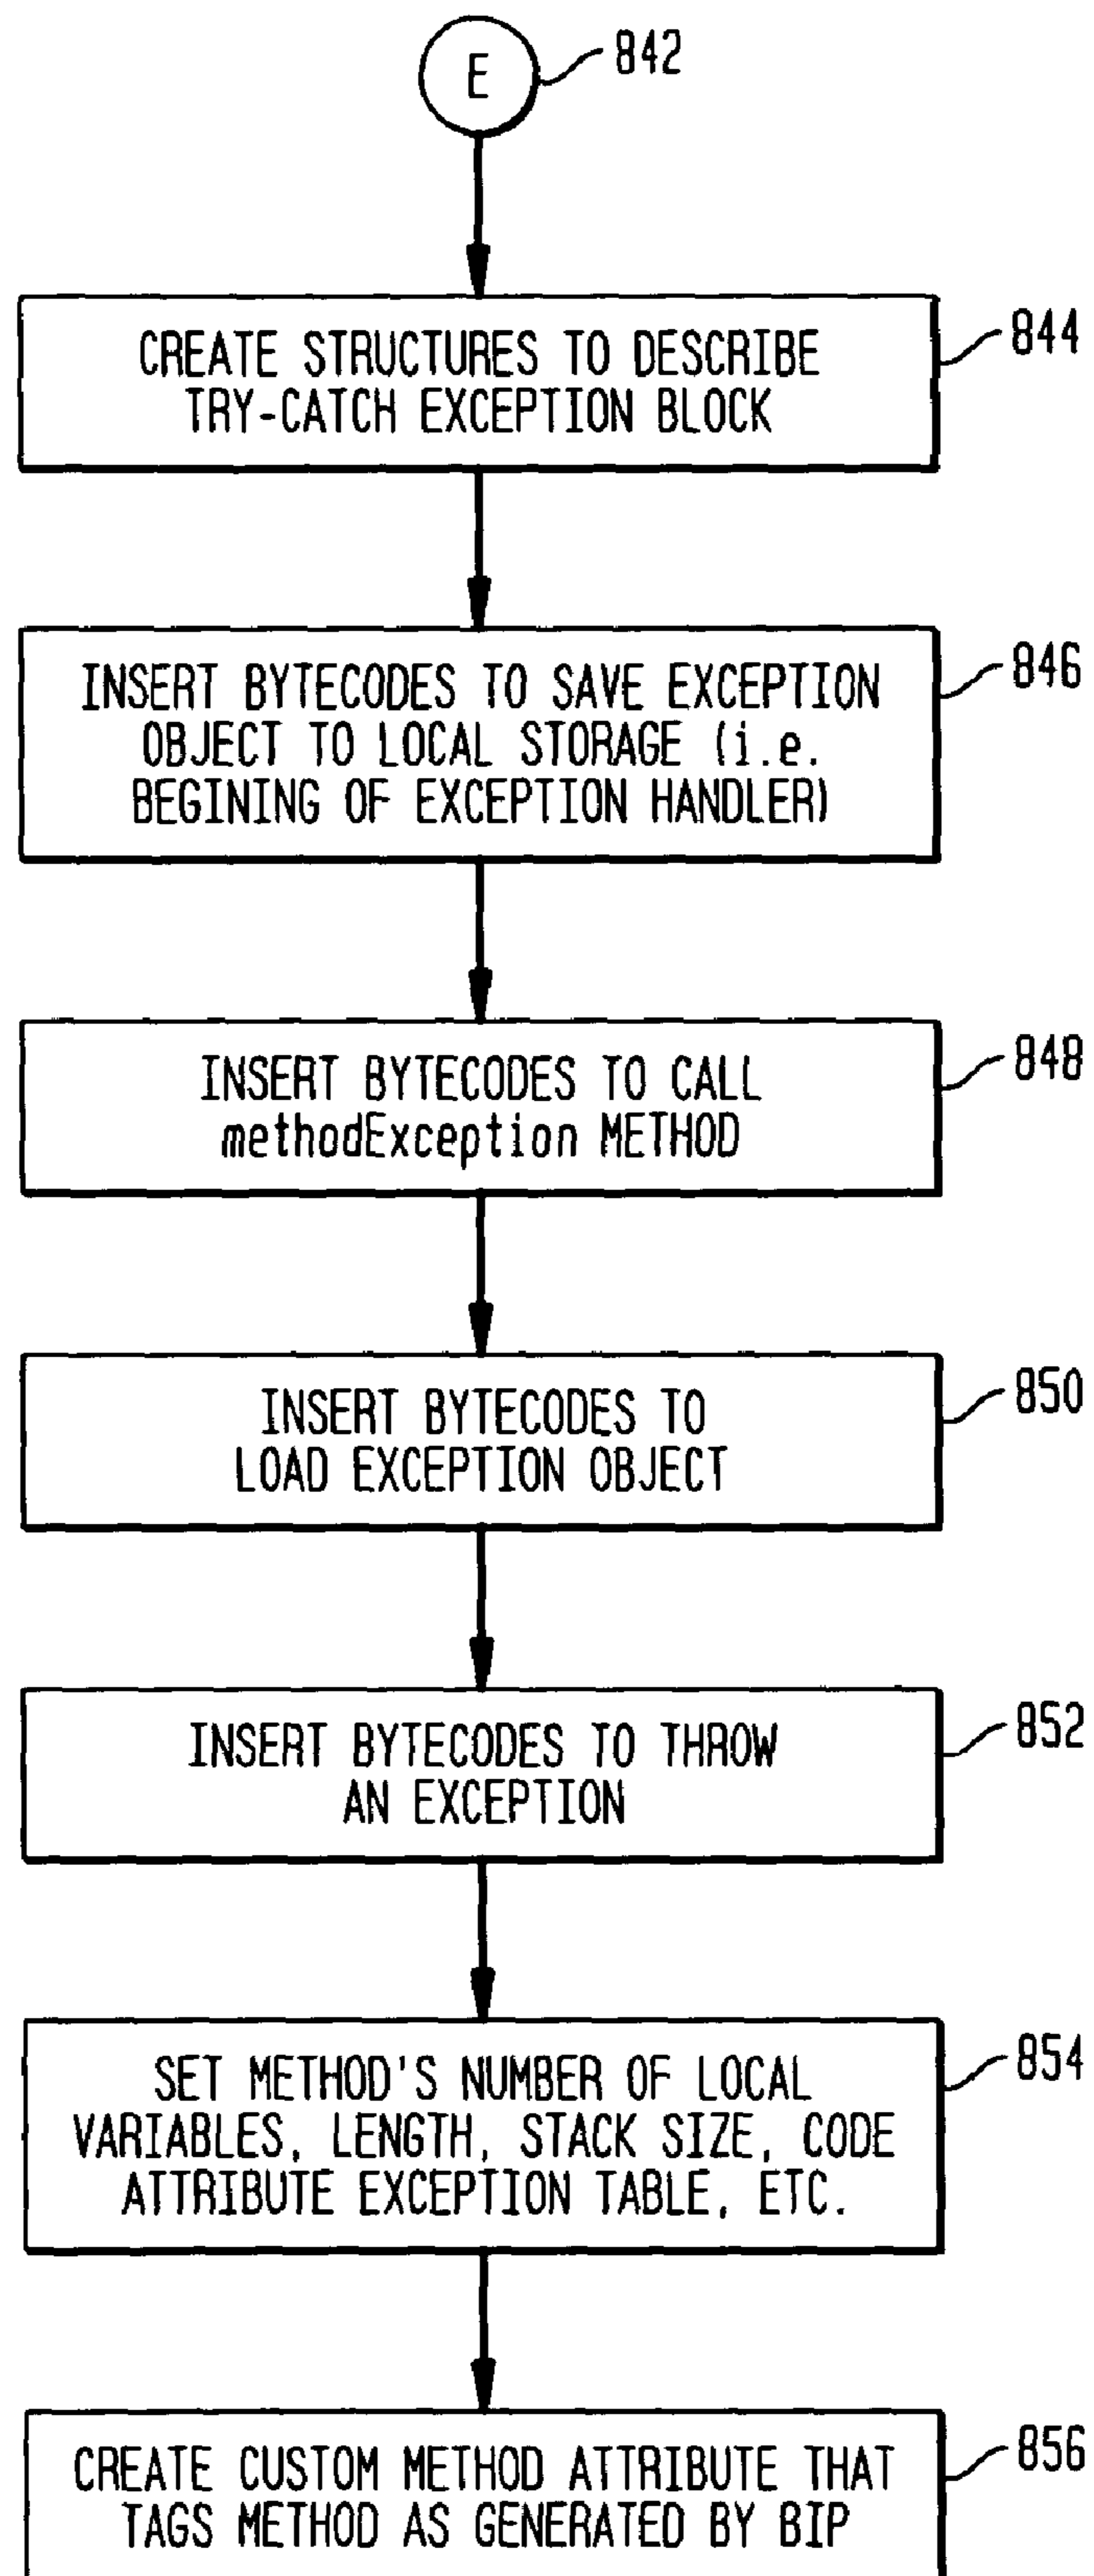 E
842
CREATE STRUCTURES TO DESCRIBE
TRY-CATCH EXCEPTION BLOCK
844
INSERT BYTECODES TO SAVE EXCEPTION
OBJECT TO LOCAL STORAGE (i.e.
BEGINING OF EXCEPTION HANDLER)
846
INSERT BYTECODES TO CALL
methodException METHOD
848
INSERT BYTECODES TO
LOAD EXCEPTION OBJECT
850
INSERT BYTECODES TO THROW
AN EXCEPTION
852
SET METHOD'S NUMBER OF LOCAL
VARIABLES, LENGTH, STACK SIZE, CODE
ATTRIBUTE EXCEPTION TABLE, ETC.
854
CREATE CUSTOM METHOD ATTRIBUTE THAT
TAGS METHOD AS GENERATED BY BIP
856